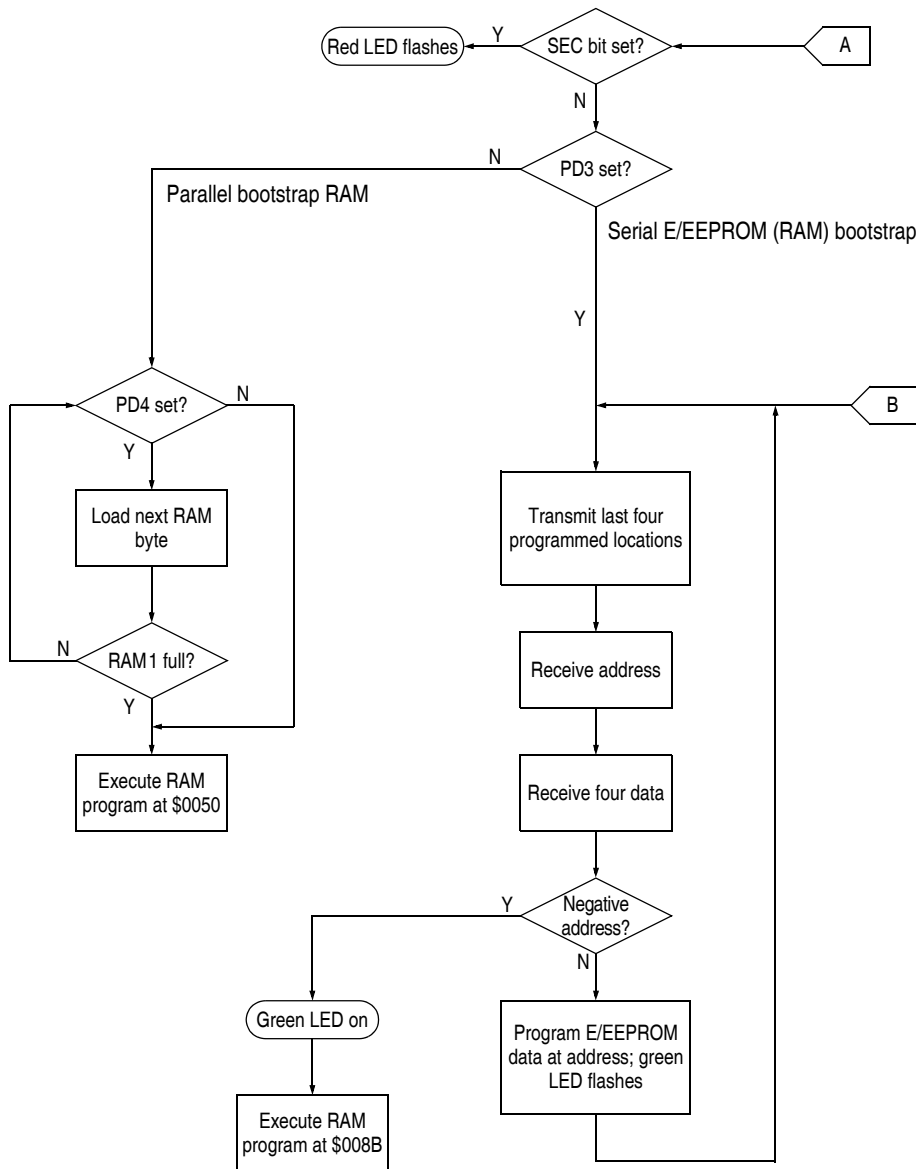 Red LED flashes
Y
SEC bit set?
A
N
N
PD3 set?
Parallel bootstrap RAM
Serial E/EEPROM (RAM) bootstrap
Y
PD4 set?
N
Y
B
Load next RAM
byte
Transmit last four
programmed locations
N
RAM1 full?
Y
Receive address
Execute RAM
program at $0050
Receive four data
Y
Negative
address?
N
Green LED on
Program E/EEPROM
data at address; green
LED flashes
Execute RAM
program at $008B